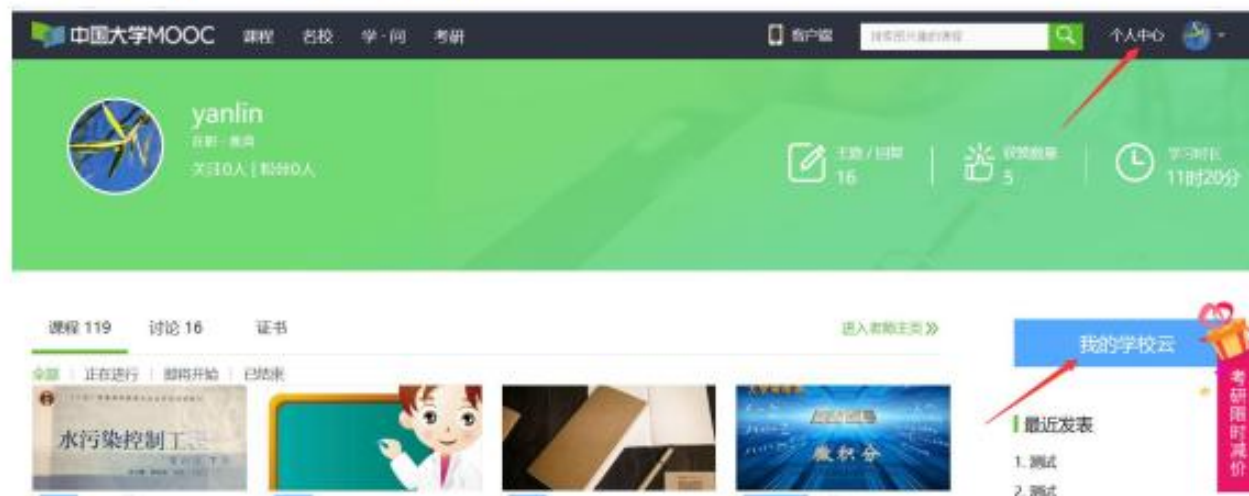 中国大学MOOC 课程 名校 学·问 考研 客户端 个人中心
yanlin
关注0人 | 粉丝0人
主题 / 回复
16
获赞数量
5
学习时长
11时20分
课程 119 讨论 16 证书 进入老师主页
全部 | 正在进行 | 即将开始 | 已结束
我的学校云
考研限时减价
水污染控制工
微积分
最近发表
1. 测试
2. 测试